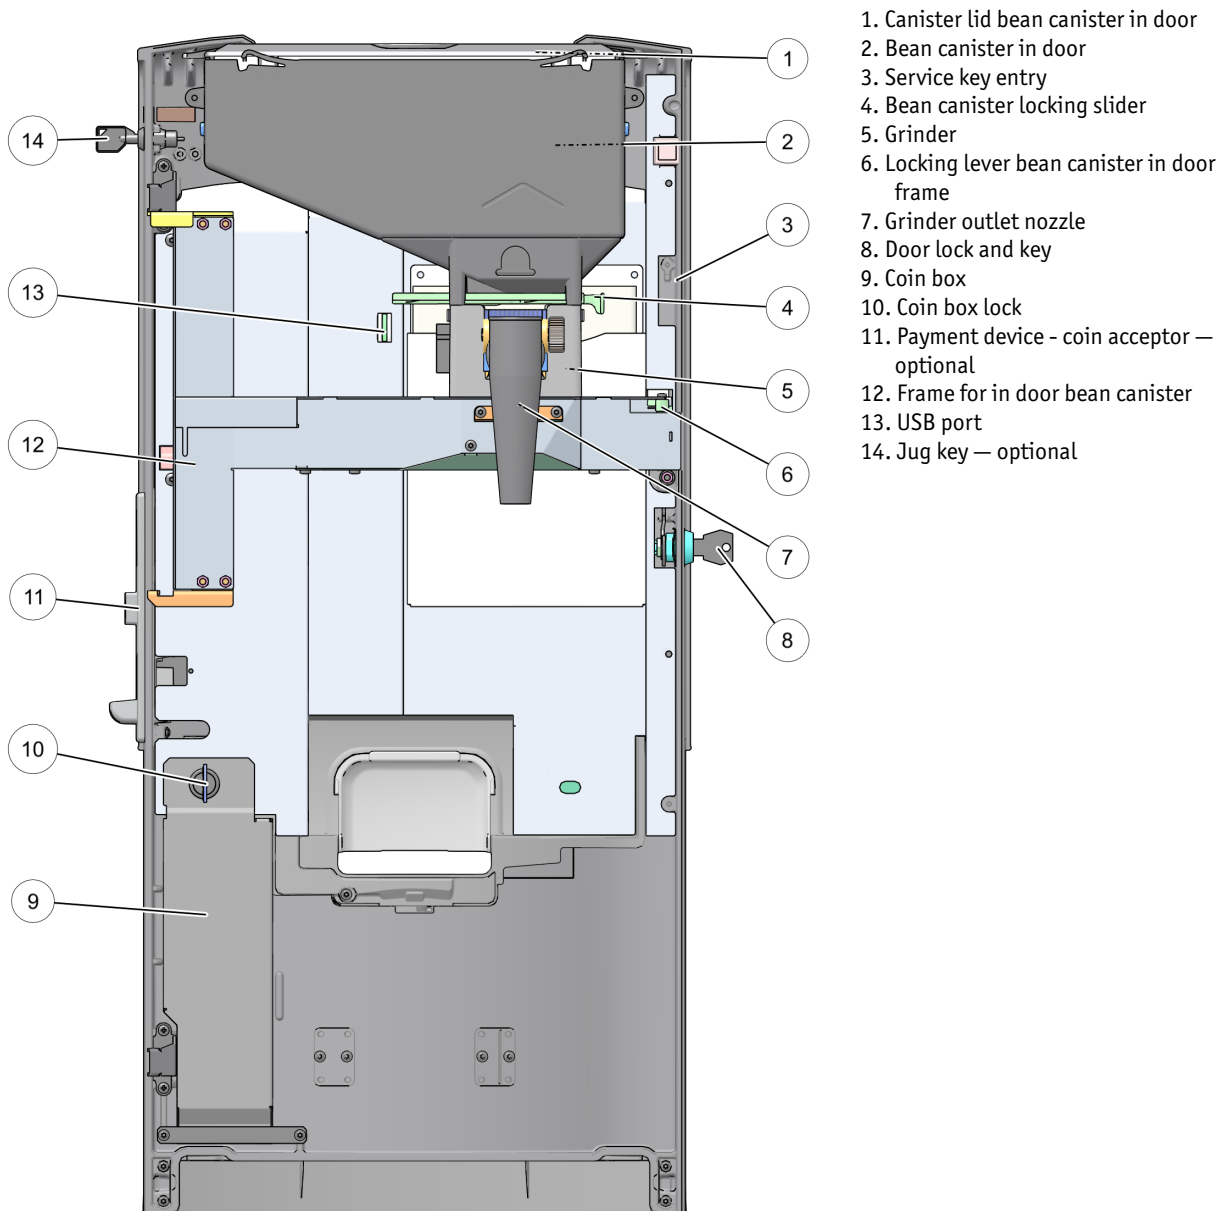 1. Canister lid bean canister in door
2. Bean canister in door
3. Service key entry
4. Bean canister locking slider
5. Grinder
6. Locking lever bean canister in door
frame
7. Grinder outlet nozzle
8. Door lock and key
9. Coin box
10. Coin box lock
11. Payment device - coin acceptor —
optional
12. Frame for in door bean canister
13. USB port
14. Jug key — optional
1
2
3
4
5
6
7
8
14
13
12
11
10
9